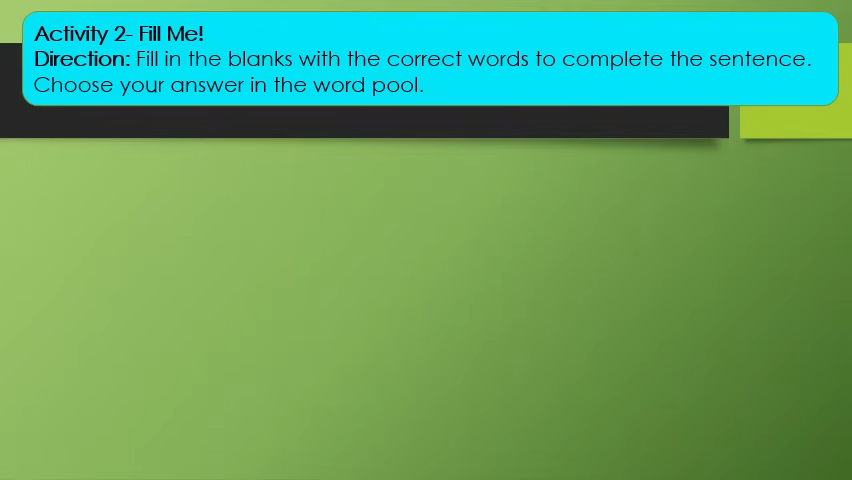 Activity 2- Fill Me!
Direction: Fill in the blanks with the correct words to complete the sentence.
Choose your answer in the word pool.